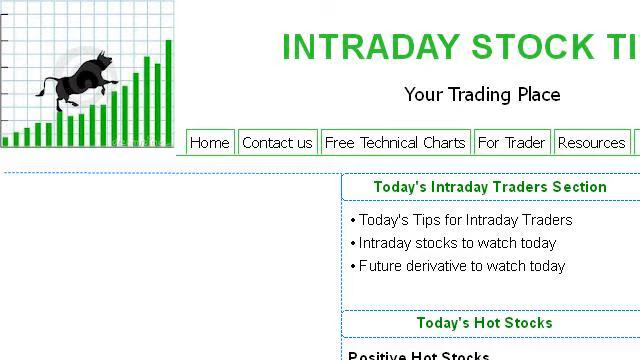 INTRADAY STOCK TI
Your Trading Place
Home
Contact us
Free Technical Charts
For Trader
Resources
Today's Intraday Traders Section
• Today's Tips for Intraday Traders
• Intraday stocks to watch today
• Future derivative to watch today
Today's Hot Stocks
Positive Hot Stocks